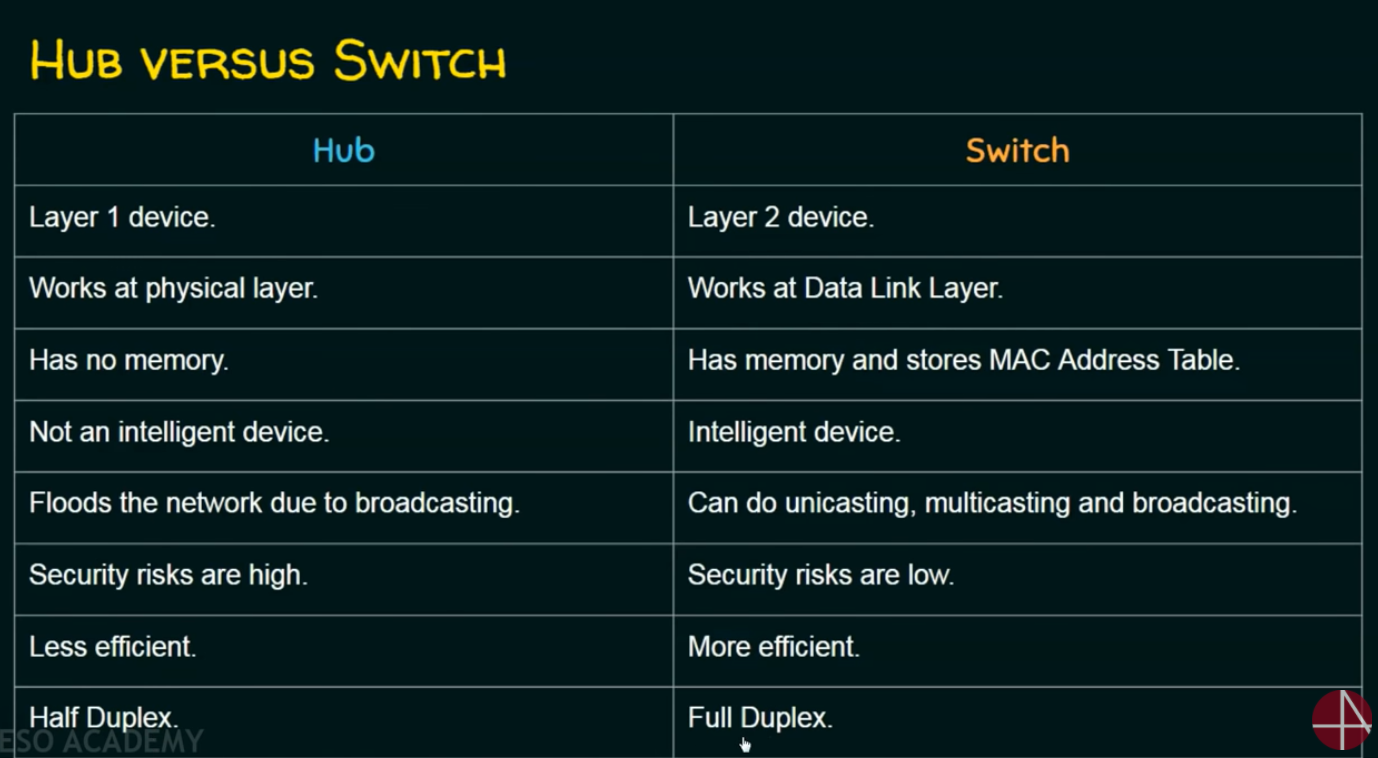 HUB VERSUS SWITCH
Hub Switch
Layer 1 device. Layer 2 device.
Works at physical layer. Works at Data Link Layer.
Has no memory. Has memory and stores MAC Address Table.
Not an intelligent device. Intelligent device.
Floods the network due to broadcasting. Can do unicasting, multicasting and broadcasting.
Security risks are high. Security risks are low.
Less efficient. More efficient.
Half Duplex. Full Duplex.
ESO ACADEMY